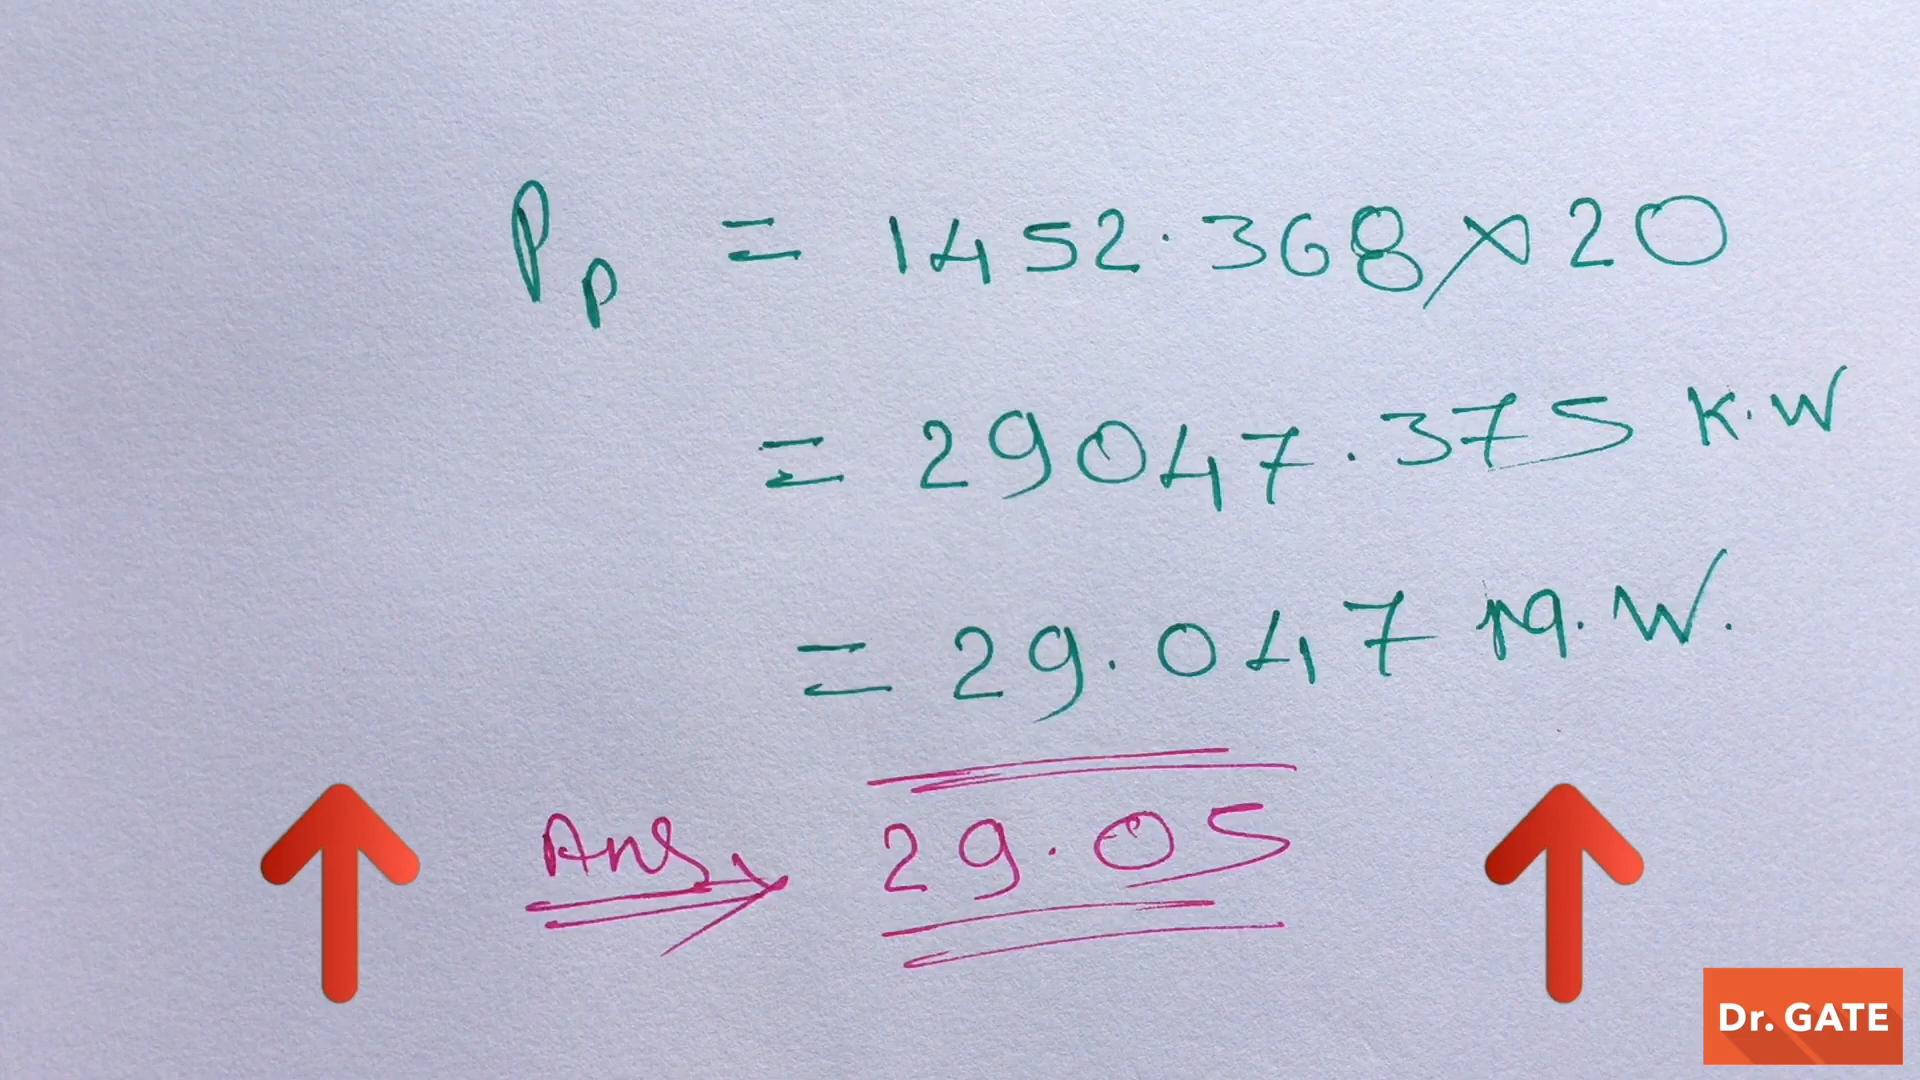 Pp = 1452.368 × 20
= 29047.375 K.W
= 29.047 M.W.
Ans → 29.05
Dr. GATE